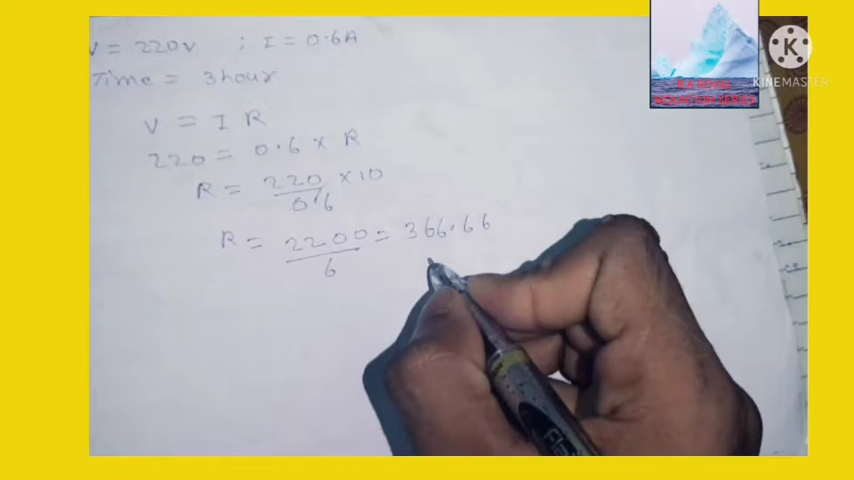 V = 220V ; I = 0.6A
Time = 3hour
V = I R
220 = 0.6 × R
R = 220/0.6 × 10
R = 2200/6 = 366.66
KINEMASTER